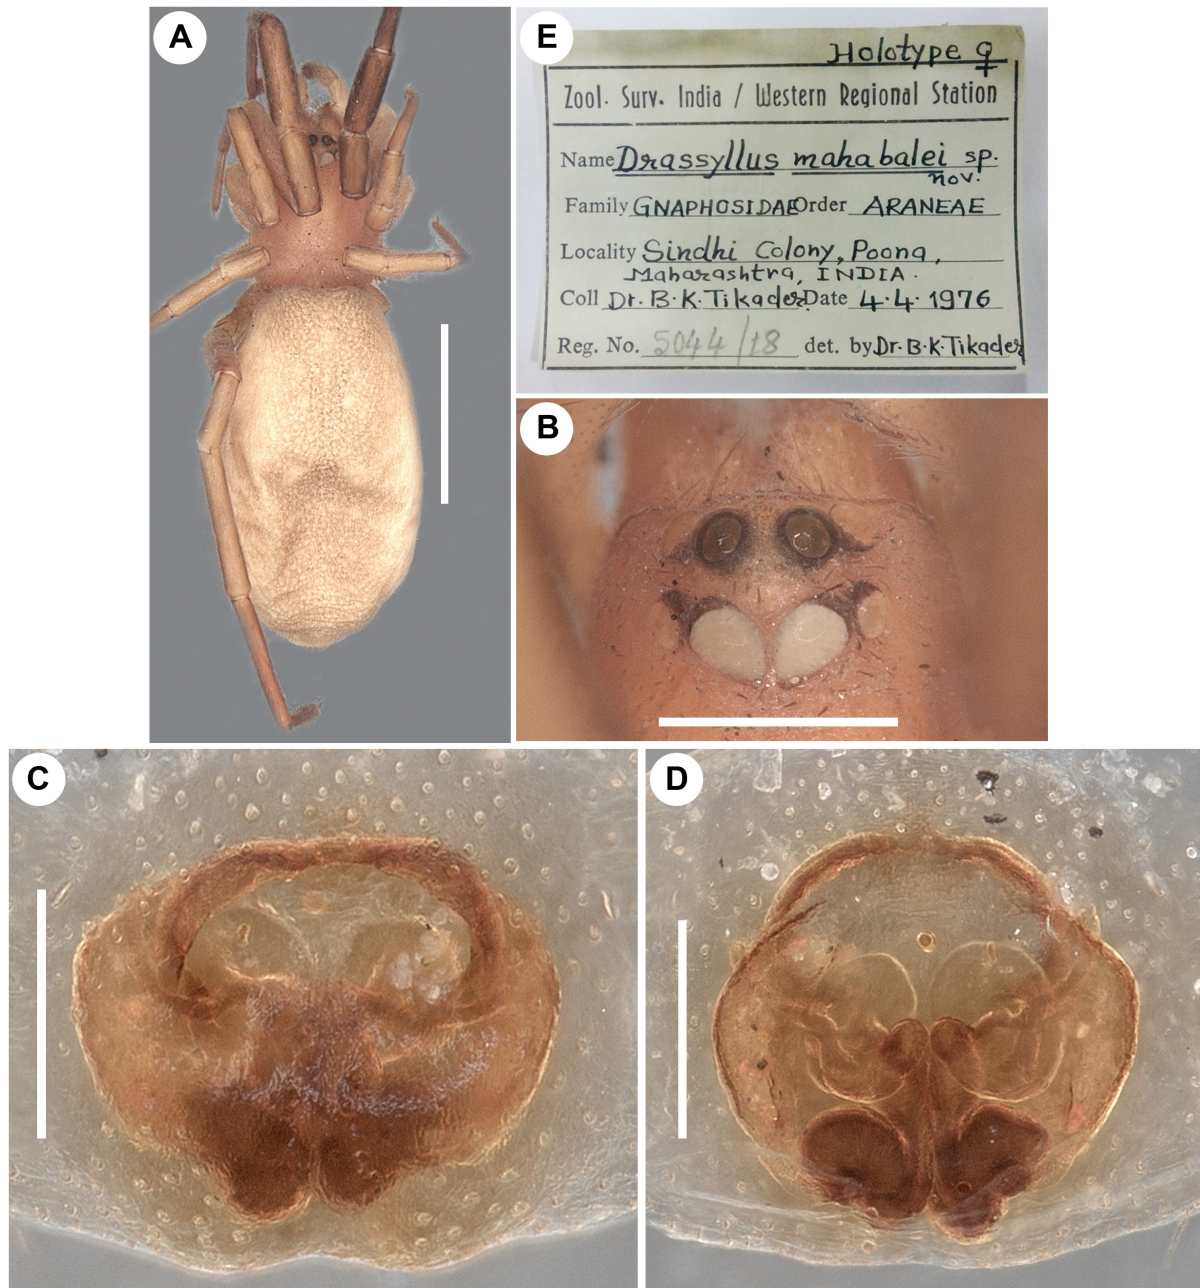 A
E
Holotype ♀
Zool. Surv. India / Western Regional Station
Name Drassyllus mahabalei sp.
nov.
Family GNAPHOSIDAE Order ARANEAE
Locality Sindhi Colony, Poona,
Maharashtra, INDIA.
Coll Dr. B. K. Tikader Date 4.4.1976
Reg. No. 5044/18 det. by Dr. B. K. Tikader
B
C
D